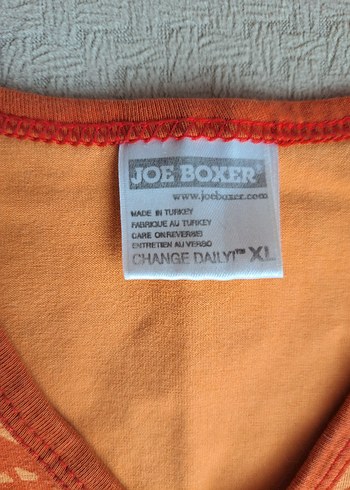 JOE BOXER®
www.joeboxer.com
MADE IN TURKEY
FABRIQUE AU TURKEY
CARE ON REVERSE/
ENTRETIEN AU VERSO
CHANGE DAILY!™ XL